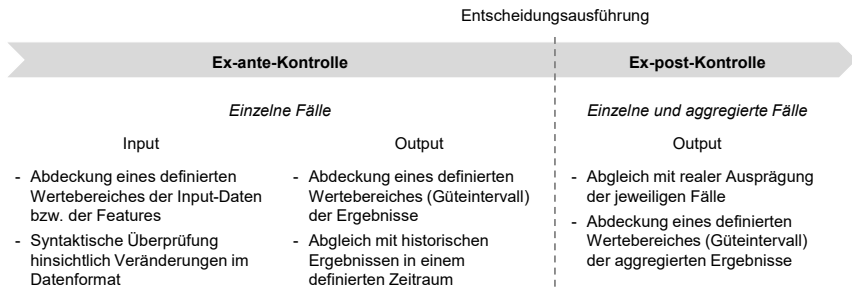 Entscheidungsausführung
Ex-ante-Kontrolle
Ex-post-Kontrolle
Einzelne Fälle
Einzelne und aggregierte Fälle
Input
- Abdeckung eines definierten
Wertebereiches der Input-Daten
bzw. der Features
- Syntaktische Überprüfung
hinsichtlich Veränderungen im
Datenformat
Output
- Abdeckung eines definierten
Wertebereiches (Güteintervall)
der Ergebnisse
- Abgleich mit historischen
Ergebnissen in einem
definierten Zeitraum
Output
- Abgleich mit realer Ausprägung
der jeweiligen Fälle
- Abdeckung eines definierten
Wertebereiches (Güteintervall)
der aggregierten Ergebnisse